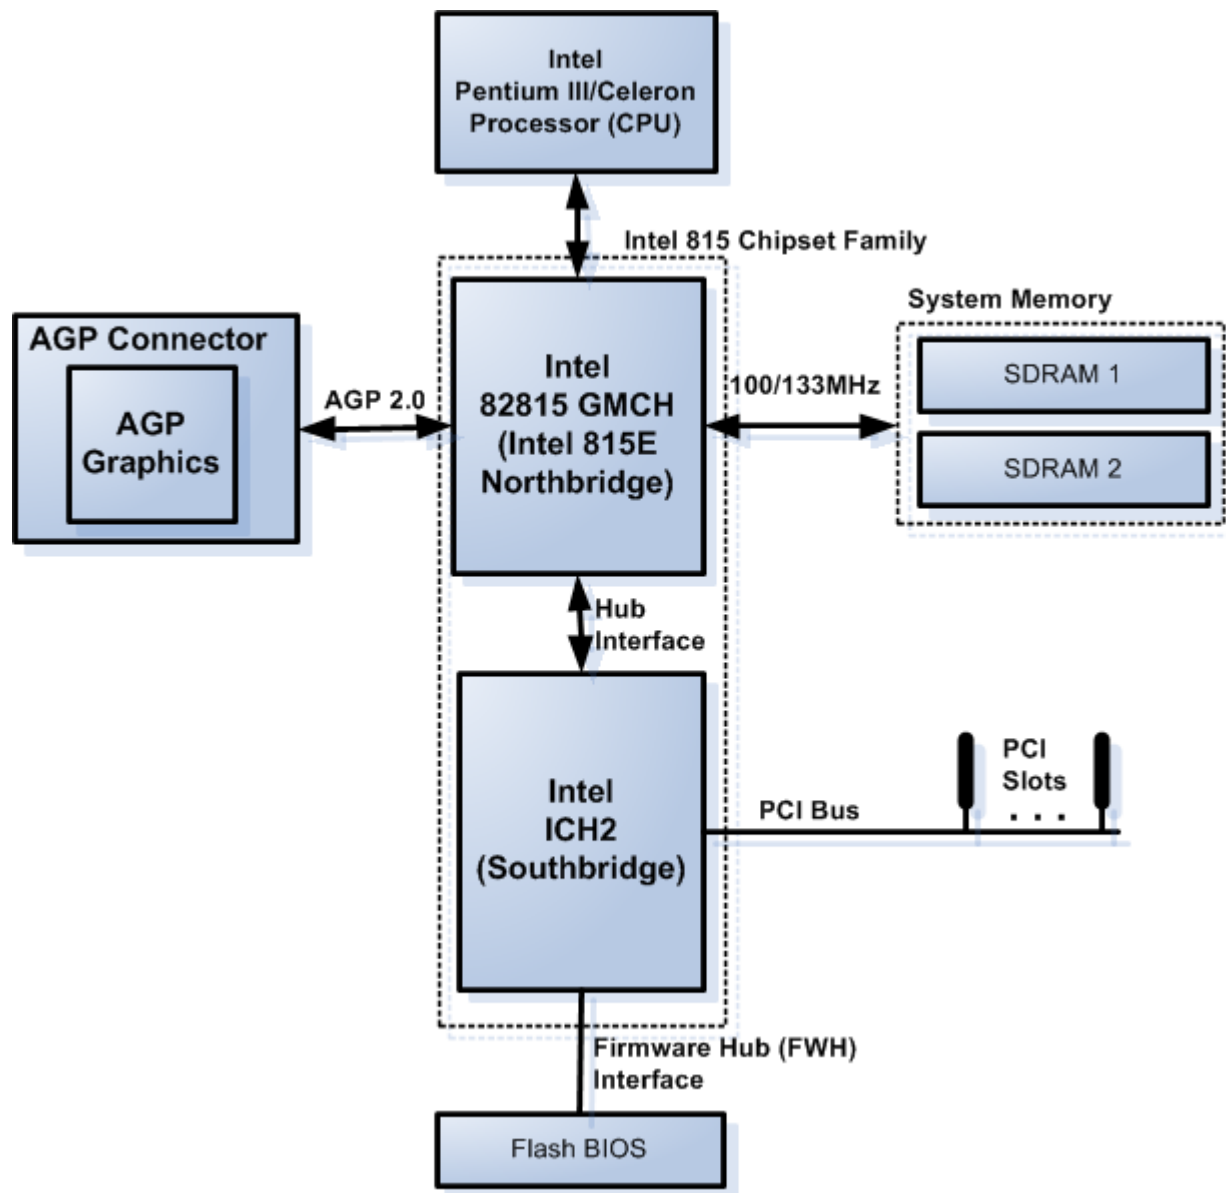 Intel
Pentium III/Celeron
Processor (CPU)
Intel 815 Chipset Family
System Memory
AGP Connector
AGP
Graphics
AGP 2.0
Intel
82815 GMCH
(Intel 815E
Northbridge)
100/133MHz
SDRAM 1
SDRAM 2
Hub
Interface
Intel
ICH2
(Southbridge)
PCI Bus
PCI
Slots
. . .
Firmware Hub (FWH)
Interface
Flash BIOS